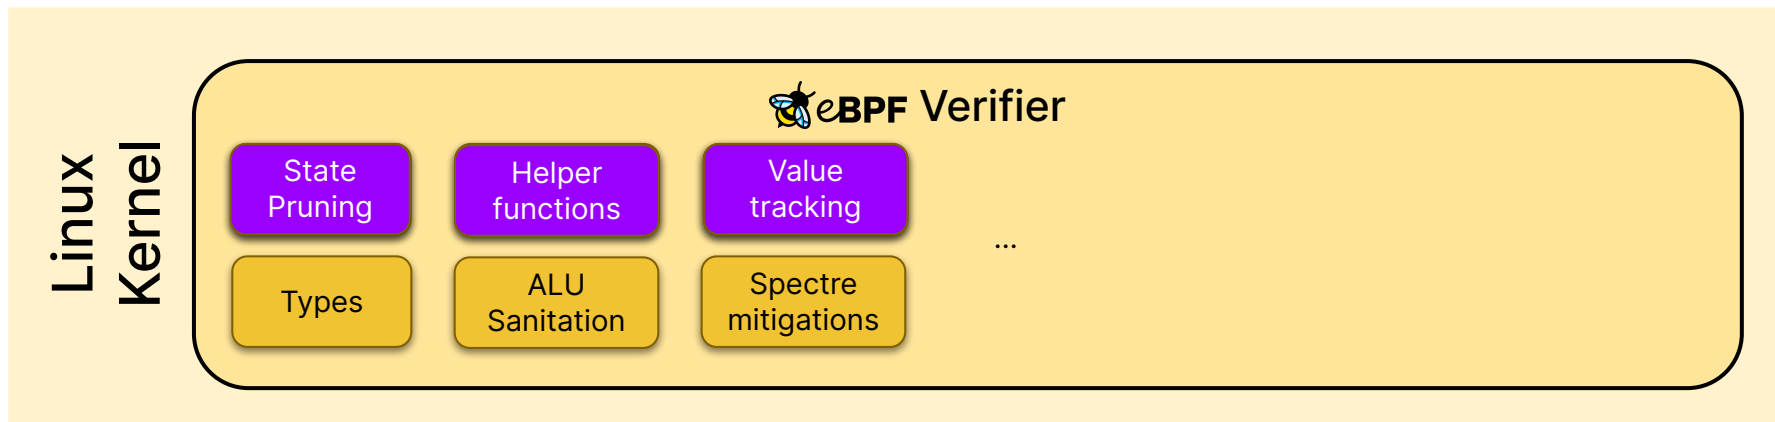 Linux
Kernel
eBPF Verifier
State
Pruning
Helper
functions
Value
tracking
...
Types
ALU
Sanitation
Spectre
mitigations